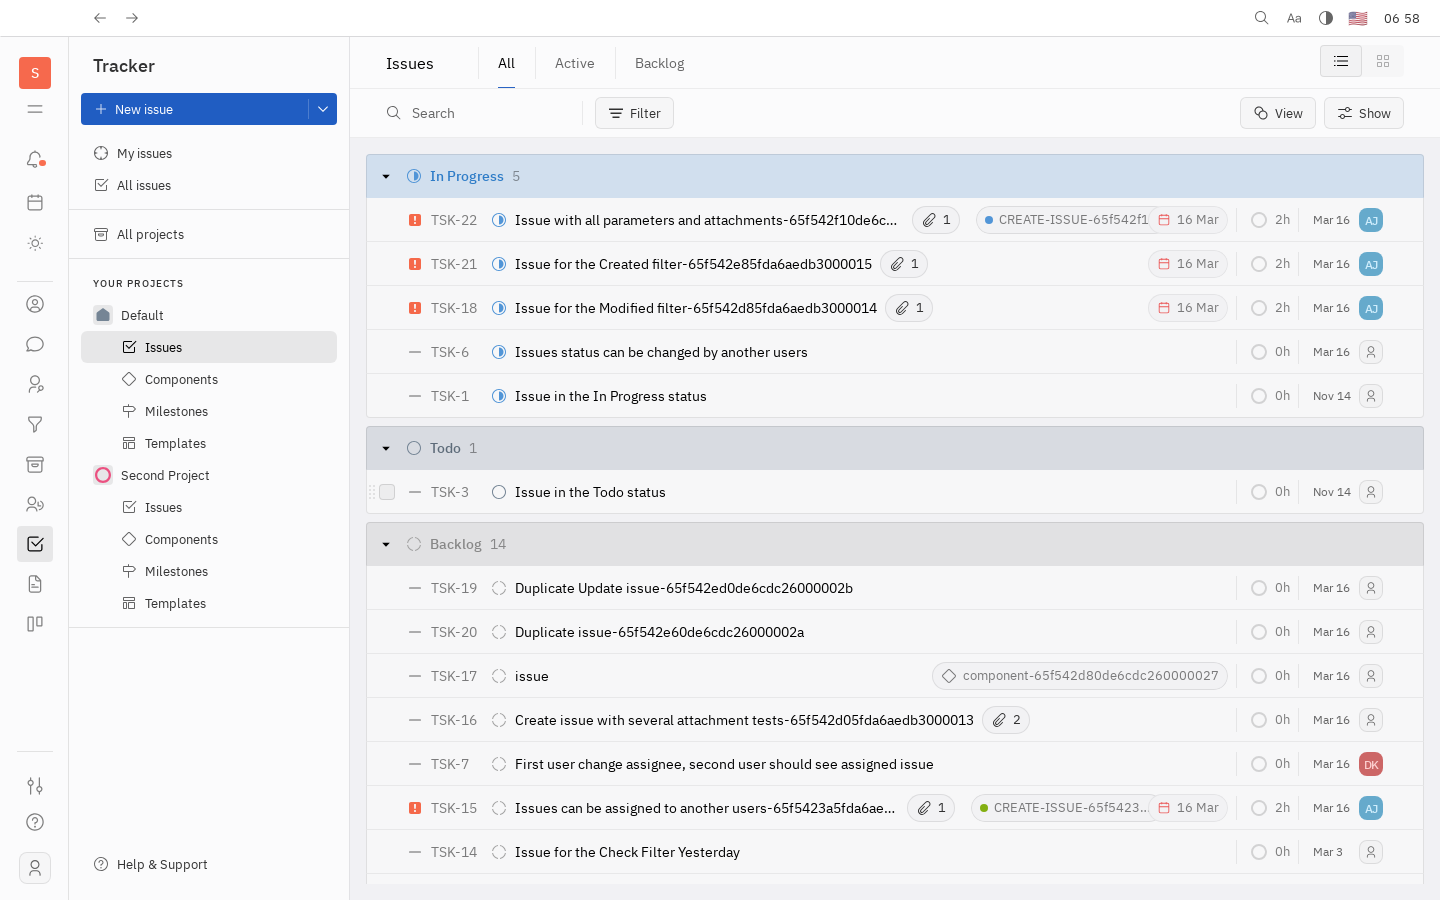 Aa 06 58
S
Tracker
New issue
My issues
All issues
All projects
YOUR PROJECTS
Default
Issues
Components
Milestones
Templates
Second Project
Issues
Components
Milestones
Templates
Help & Support
Issues All Active Backlog
Search Filter View Show
In Progress 5
TSK-22 Issue with all parameters and attachments-65f542f10de6c... 1 CREATE-ISSUE-65f542f1 16 Mar 2h Mar 16 AJ
TSK-21 Issue for the Created filter-65f542e85fda6aedb3000015 1 16 Mar 2h Mar 16 AJ
TSK-18 Issue for the Modified filter-65f542d85fda6aedb3000014 1 16 Mar 2h Mar 16 AJ
TSK-6 Issues status can be changed by another users 0h Mar 16
TSK-1 Issue in the In Progress status 0h Nov 14
Todo 1
TSK-3 Issue in the Todo status 0h Nov 14
Backlog 14
TSK-19 Duplicate Update issue-65f542ed0de6cdc26000002b 0h Mar 16
TSK-20 Duplicate issue-65f542e60de6cdc26000002a 0h Mar 16
TSK-17 issue component-65f542d80de6cdc260000027 0h Mar 16
TSK-16 Create issue with several attachment tests-65f542d05fda6aedb3000013 2 0h Mar 16
TSK-7 First user change assignee, second user should see assigned issue 0h Mar 16 DK
TSK-15 Issues can be assigned to another users-65f5423a5fda6ae... 1 CREATE-ISSUE-65f5423... 16 Mar 2h Mar 16 AJ
TSK-14 Issue for the Check Filter Yesterday 0h Mar 3